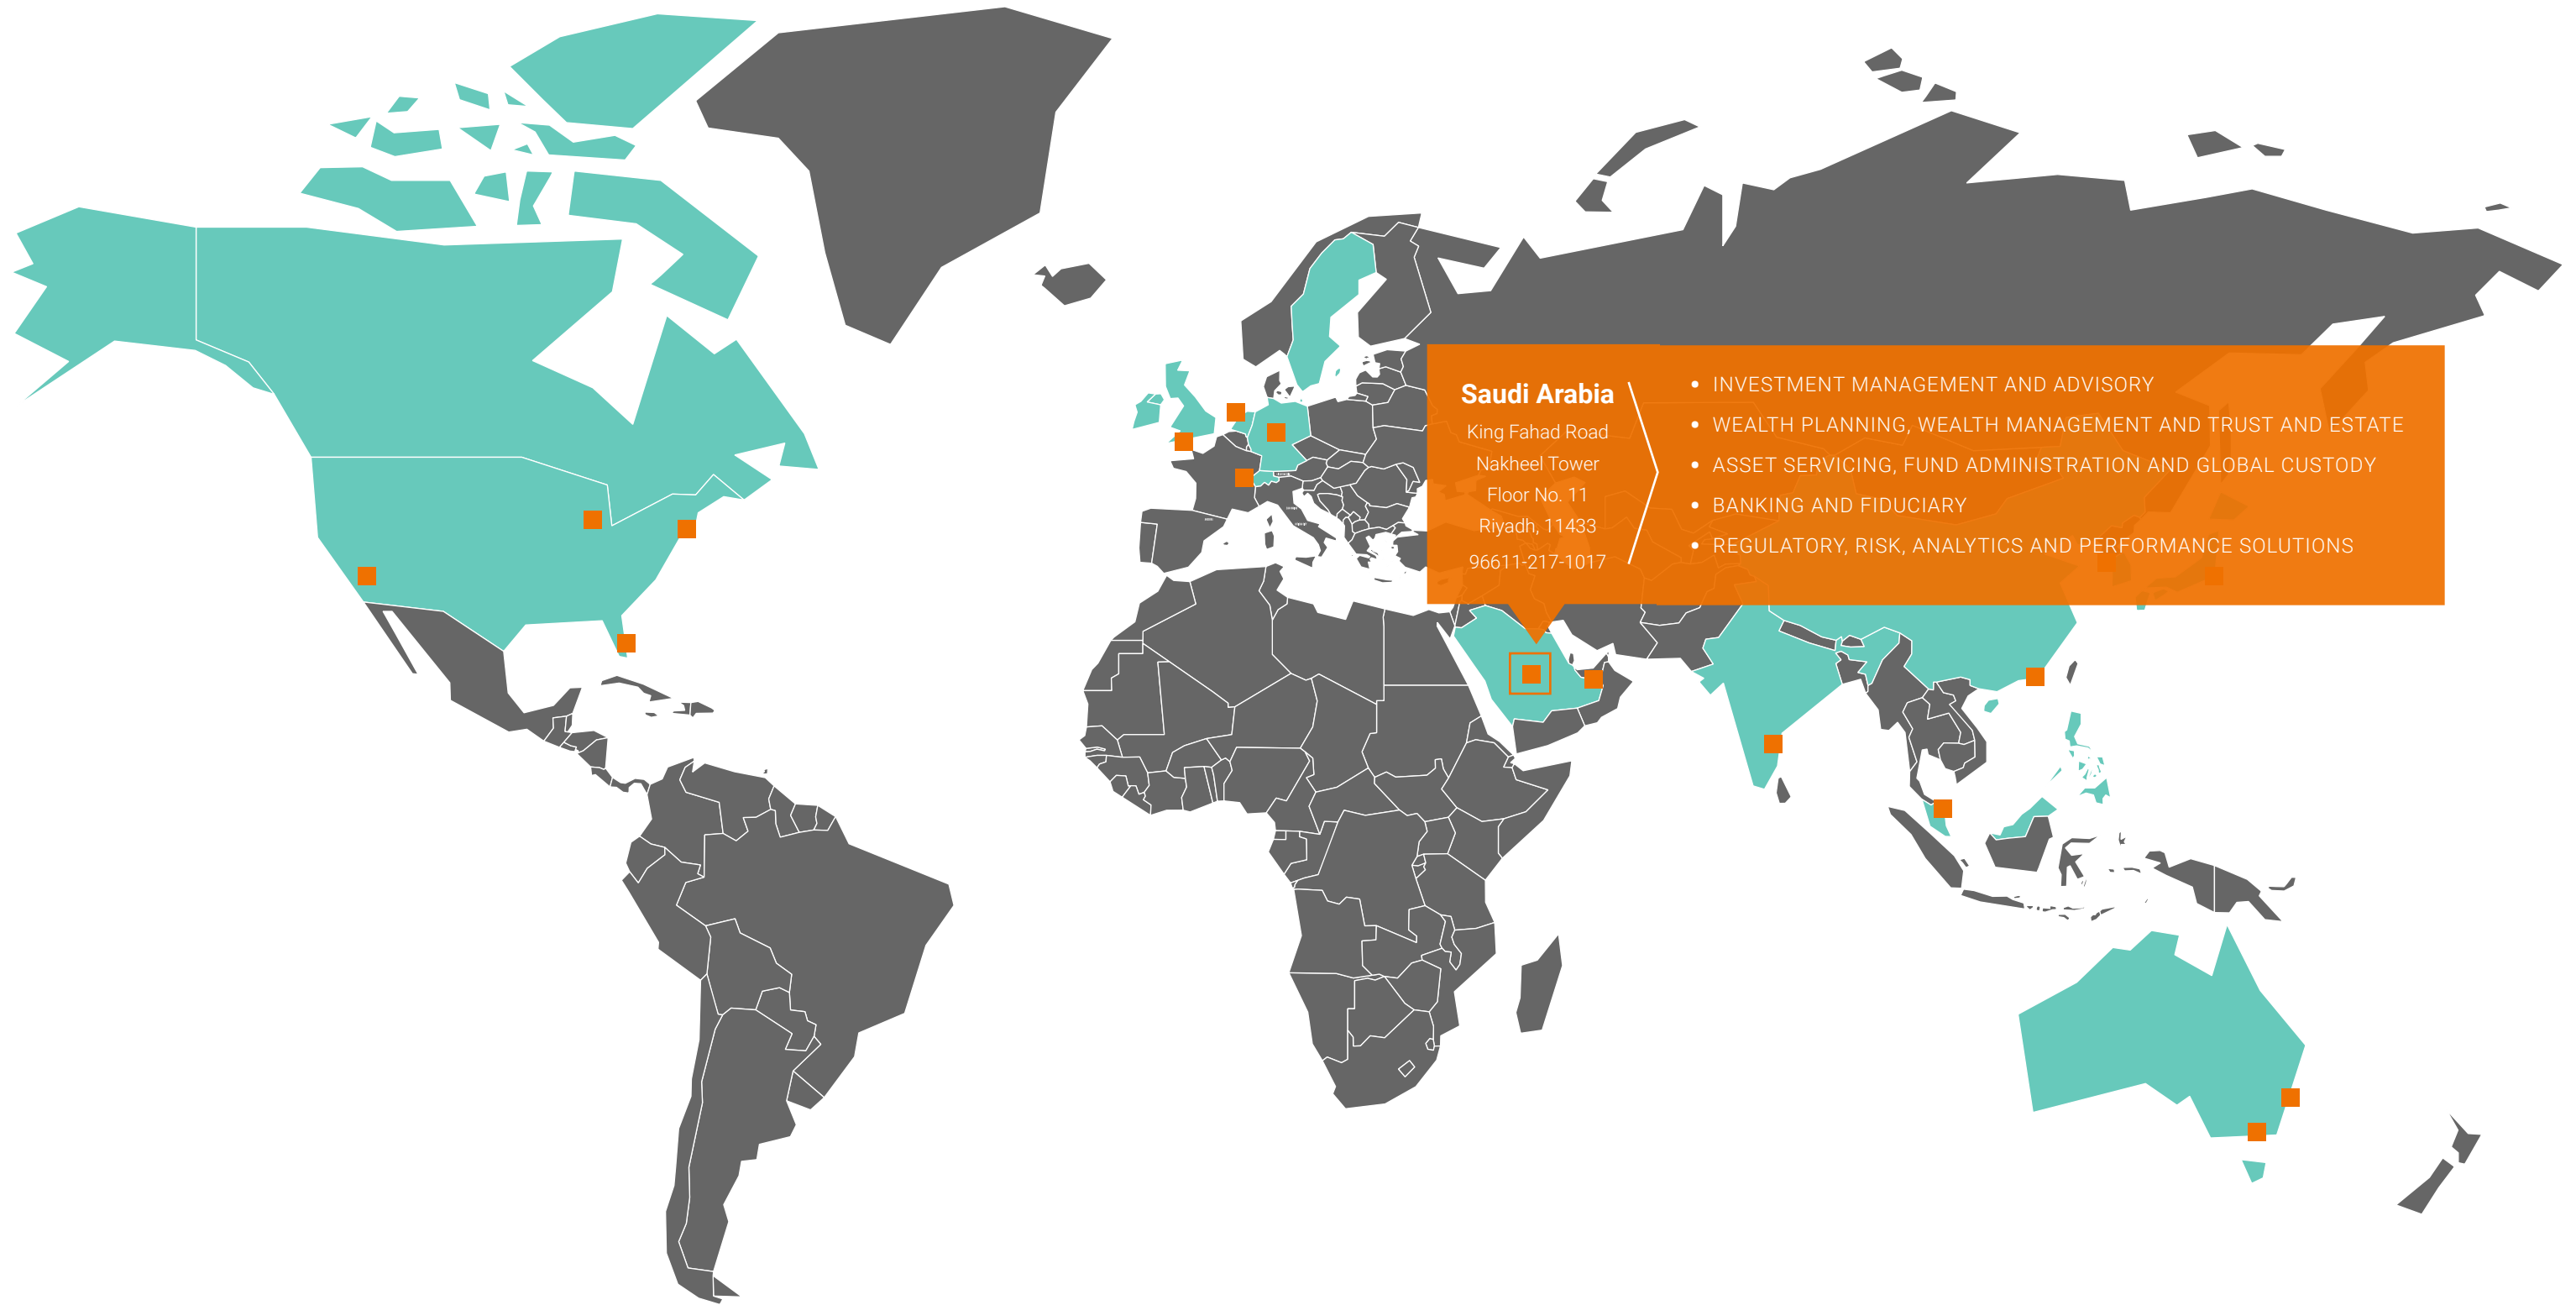 Saudi Arabia
King Fahad Road
Nakheel Tower
Floor No. 11
Riyadh, 11433
96611-217-1017
• INVESTMENT MANAGEMENT AND ADVISORY
• WEALTH PLANNING, WEALTH MANAGEMENT AND TRUST AND ESTATE
• ASSET SERVICING, FUND ADMINISTRATION AND GLOBAL CUSTODY
• BANKING AND FIDUCIARY
• REGULATORY, RISK, ANALYTICS AND PERFORMANCE SOLUTIONS